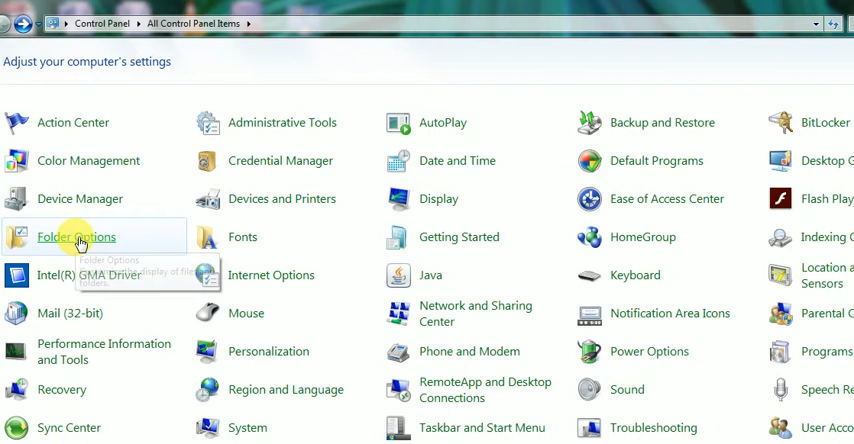 Control Panel ▸ All Control Panel Items ▸
Adjust your computer's settings
Action Center
Administrative Tools
AutoPlay
Backup and Restore
BitLocker
Color Management
Credential Manager
Date and Time
Default Programs
Desktop G
Device Manager
Devices and Printers
Display
Ease of Access Center
Flash Play
Folder Options
Fonts
Getting Started
HomeGroup
Indexing
Folder Options
display of files
folders.
Intel(R) GMA Driver
Internet Options
Java
Keyboard
Location a
Sensors
Mail (32-bit)
Mouse
Network and Sharing
Center
Notification Area Icons
Parental C
Performance Information
and Tools
Personalization
Phone and Modem
Power Options
Programs
Recovery
Region and Language
RemoteApp and Desktop
Connections
Sound
Speech Re
Sync Center
System
Taskbar and Start Menu
Troubleshooting
User Acco